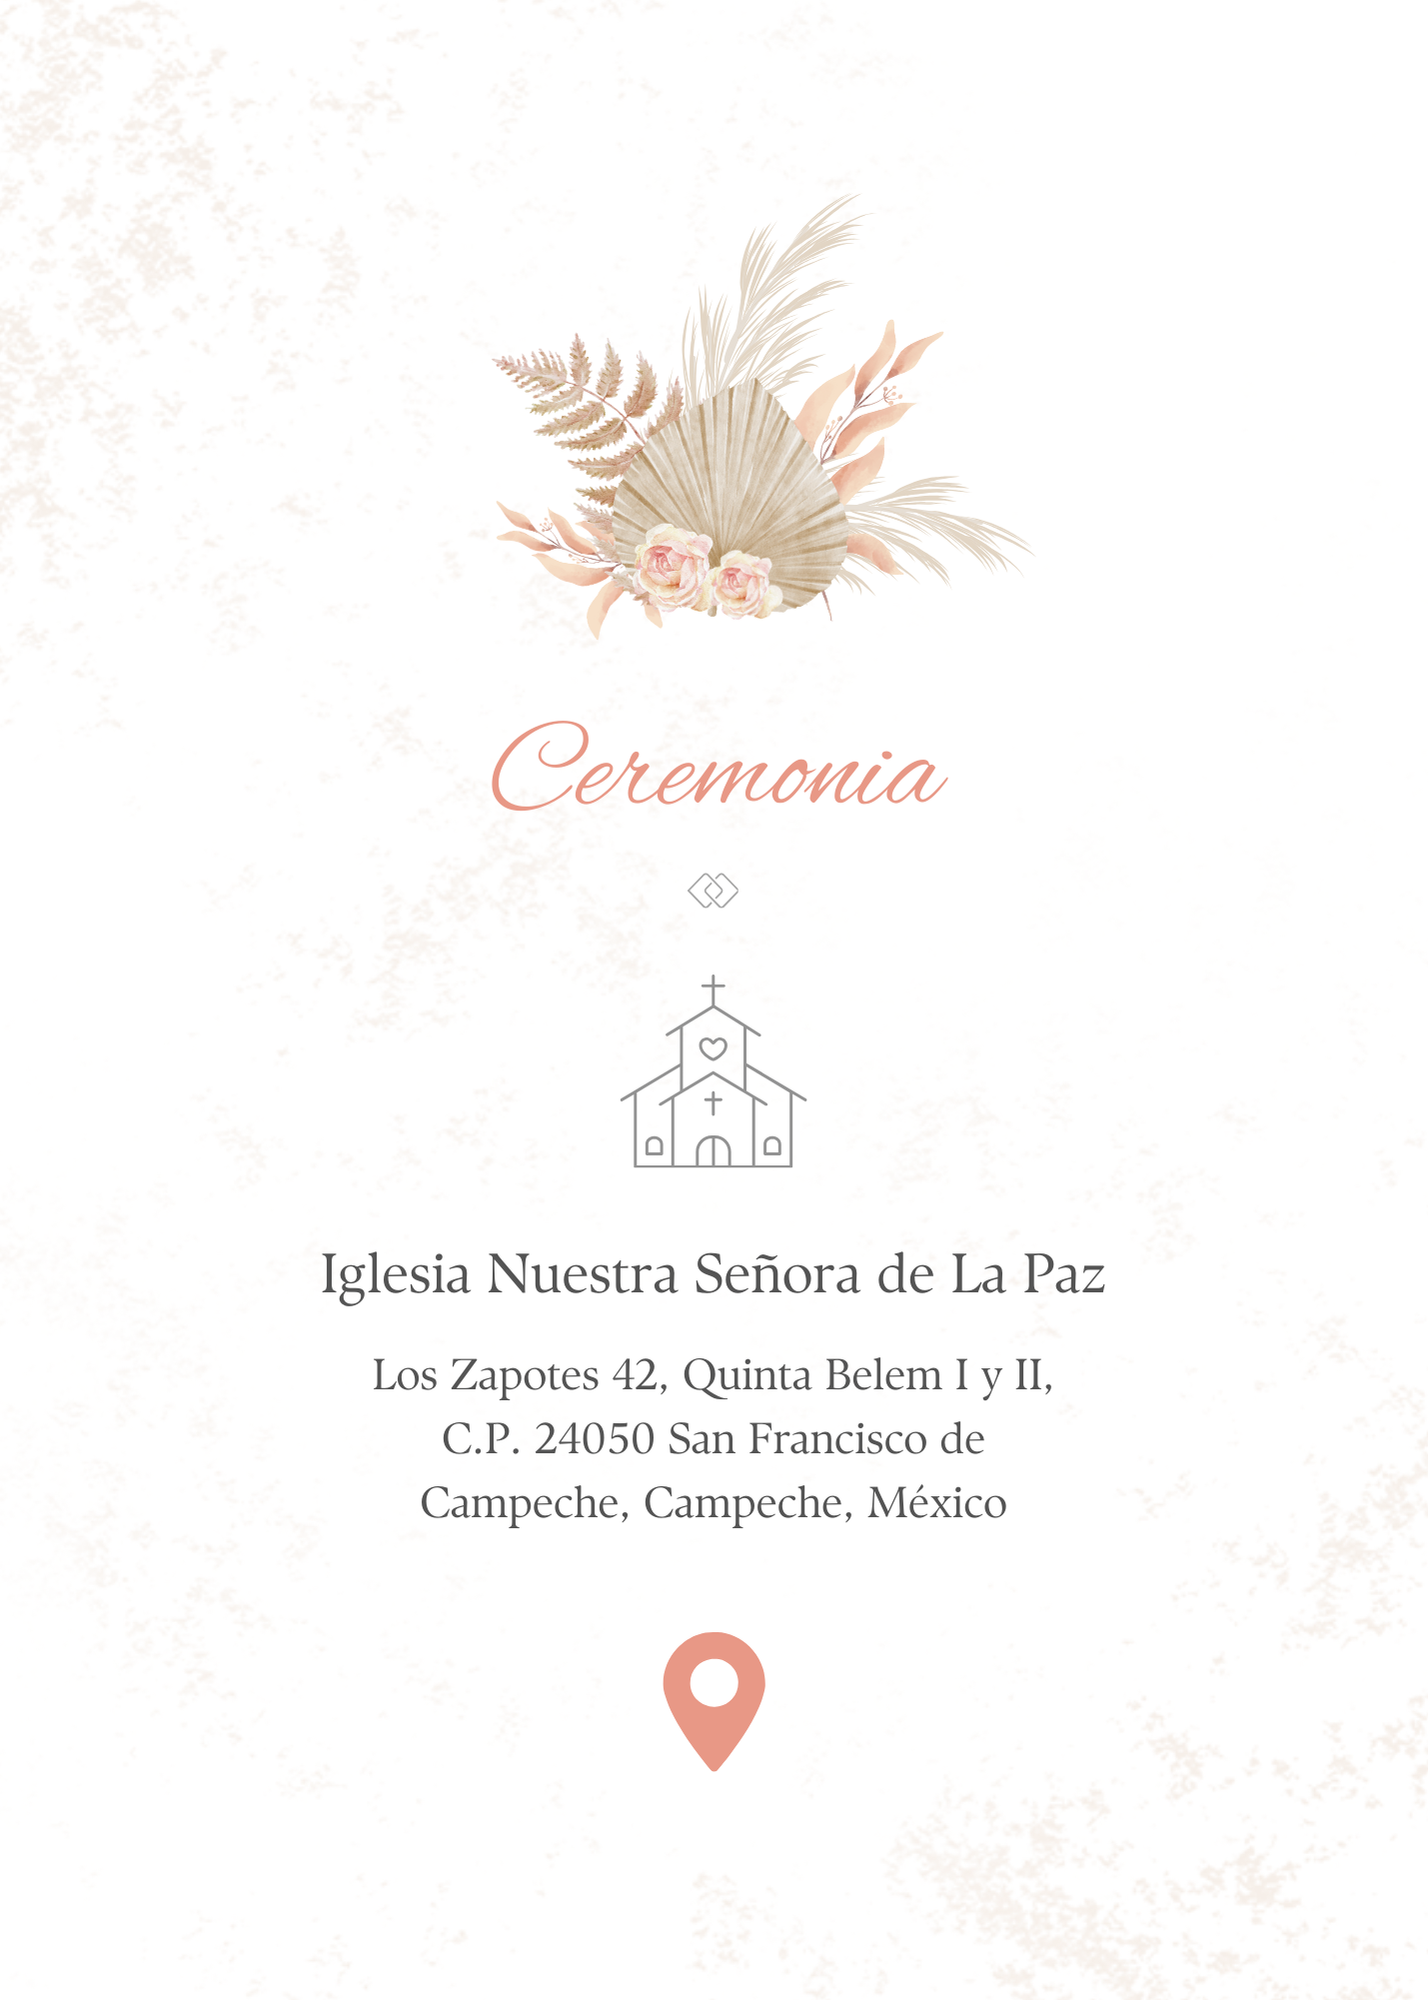 Ceremonia
Iglesia Nuestra Señora de La Paz
Los Zapotes 42, Quinta Belem I y II,
C.P. 24050 San Francisco de
Campeche, Campeche, México